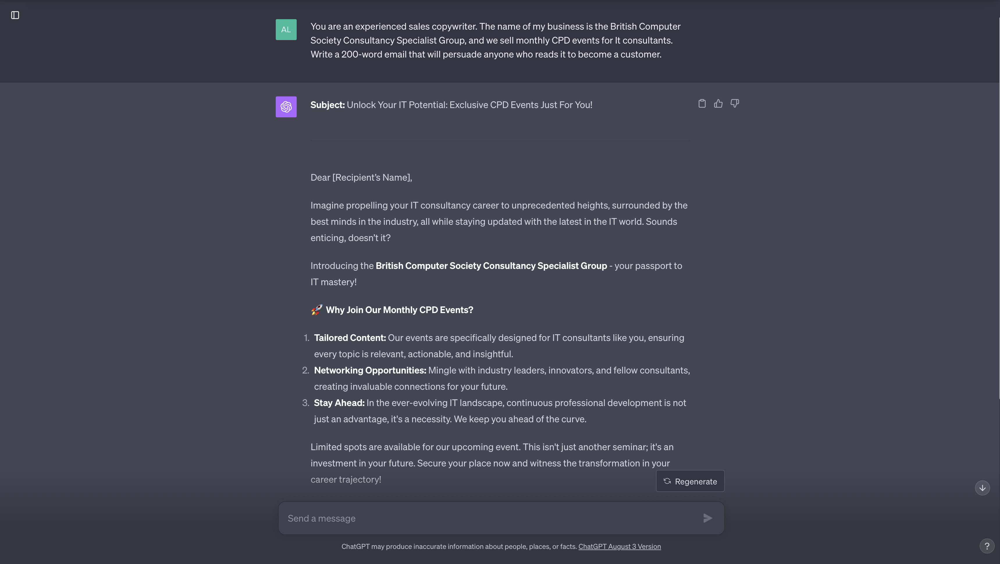 AL
You are an experienced sales copywriter. The name of my business is the British Computer
Society Consultancy Specialist Group, and we sell monthly CPD events for It consultants.
Write a 200-word email that will persuade anyone who reads it to become a customer.
Subject: Unlock Your IT Potential: Exclusive CPD Events Just For You!
Dear [Recipient’s Name],
Imagine propelling your IT consultancy career to unprecedented heights, surrounded by the
best minds in the industry, all while staying updated with the latest in the IT world. Sounds
enticing, doesn’t it?
Introducing the British Computer Society Consultancy Specialist Group - your passport to
IT mastery!
🚀 Why Join Our Monthly CPD Events?
1. Tailored Content: Our events are specifically designed for IT consultants like you, ensuring
every topic is relevant, actionable, and insightful.
2. Networking Opportunities: Mingle with industry leaders, innovators, and fellow consultants,
creating invaluable connections for your future.
3. Stay Ahead: In the ever-evolving IT landscape, continuous professional development is not
just an advantage, it's a necessity. We keep you ahead of the curve.
Limited spots are available for our upcoming event. This isn't just another seminar; it's an
investment in your future. Secure your place now and witness the transformation in your
career trajectory!
Regenerate
Send a message
ChatGPT may produce inaccurate information about people, places, or facts. ChatGPT August 3 Version
?